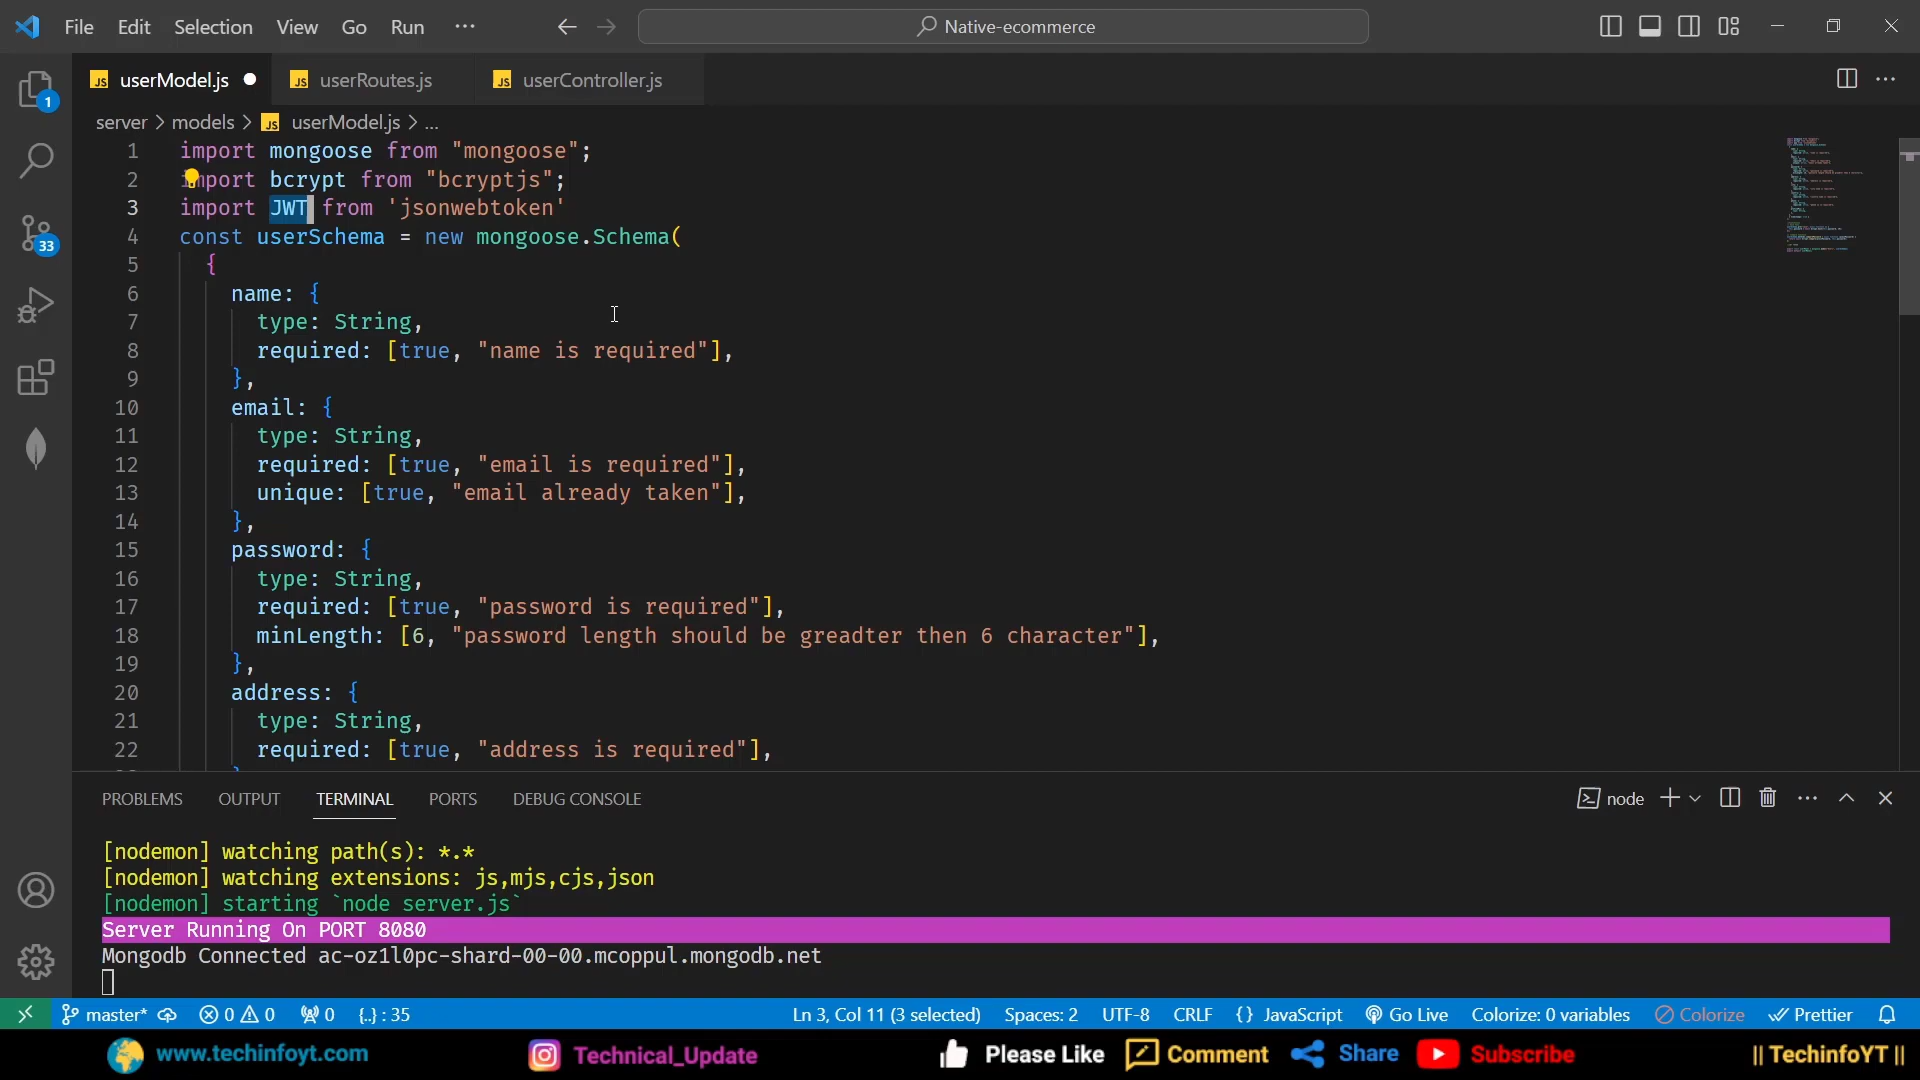 File Edit Selection View Go Run ... Native-ecommerce
JS userModel.js JS userRoutes.js JS userController.js
server > models > JS userModel.js > ...
1 import mongoose from "mongoose";
2 import bcrypt from "bcryptjs";
3 import JWT from 'jsonwebtoken'
4 const userSchema = new mongoose.Schema(
5 {
6 name: {
7 type: String,
8 required: [true, "name is required"],
9 },
10 email: {
11 type: String,
12 required: [true, "email is required"],
13 unique: [true, "email already taken"],
14 },
15 password: {
16 type: String,
17 required: [true, "password is required"],
18 minLength: [6, "password length should be greadter then 6 character"],
19 },
20 address: {
21 type: String,
22 required: [true, "address is required"],
1
33
PROBLEMS OUTPUT TERMINAL PORTS DEBUG CONSOLE node
[nodemon] watching path(s): *.*
[nodemon] watching extensions: js,mjs,cjs,json
[nodemon] starting `node server.js`
Server Running On PORT 8080
Mongodb Connected ac-oz1l0pc-shard-00-00.mcoppul.mongodb.net
master* 0 0 0 {..} : 35 Ln 3, Col 11 (3 selected) Spaces: 2 UTF-8 CRLF {} JavaScript Go Live Colorize: 0 variables Colorize Prettier
www.techinfoyt.com Technical_Update Please Like Comment Share Subscribe || TechinfoYT ||